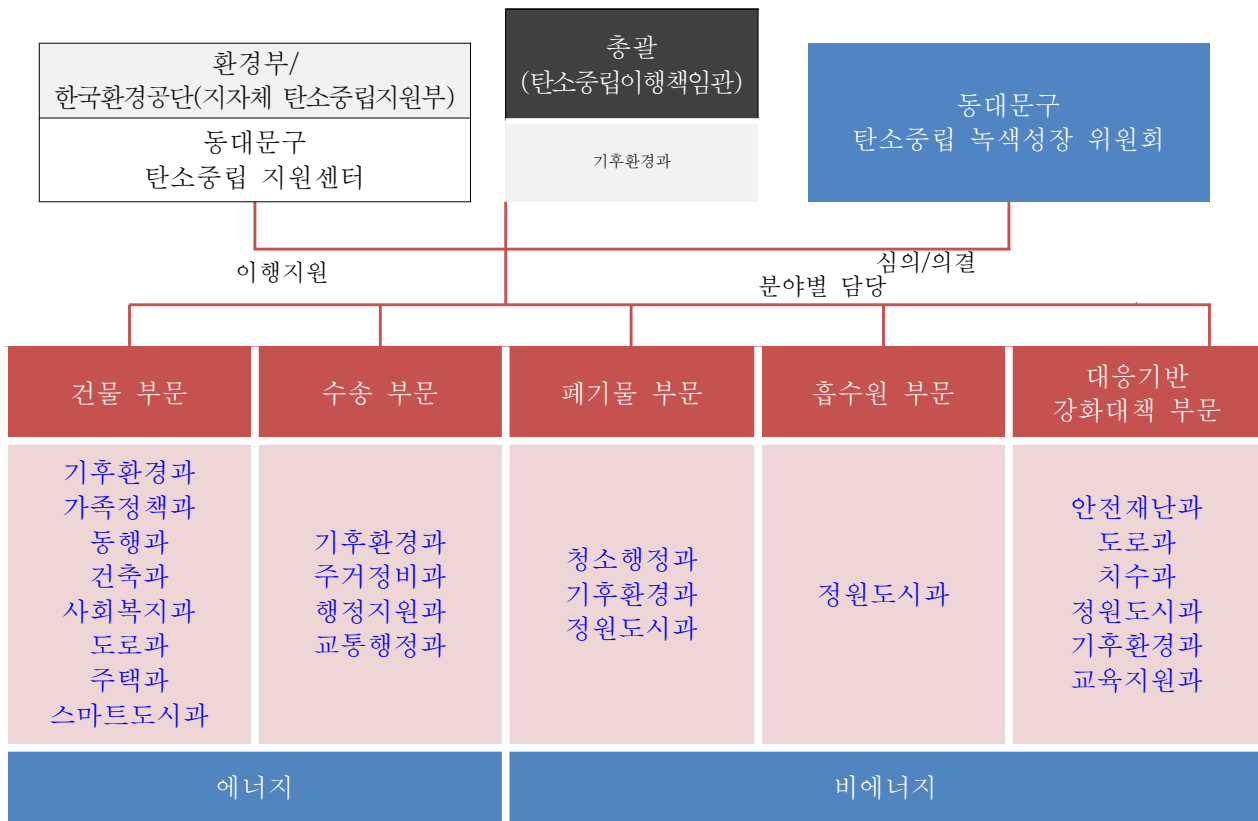 환경부/
한국환경공단(지자체 탄소중립지원부)
동대문구
탄소중립 지원센터
총괄
(탄소중립이행책임관)
기후환경과
동대문구
탄소중립 녹색성장 위원회
이행지원
심의/의결
분야별 담당
건물 부문
수송 부문
폐기물 부문
흡수원 부문
대응기반
강화대책 부문
기후환경과
가족정책과
동행과
건축과
사회복지과
도로과
주택과
스마트도시과
기후환경과
주거정비과
행정지원과
교통행정과
청소행정과
기후환경과
정원도시과
정원도시과
안전재난과
도로과
치수과
정원도시과
기후환경과
교육지원과
에너지
비에너지